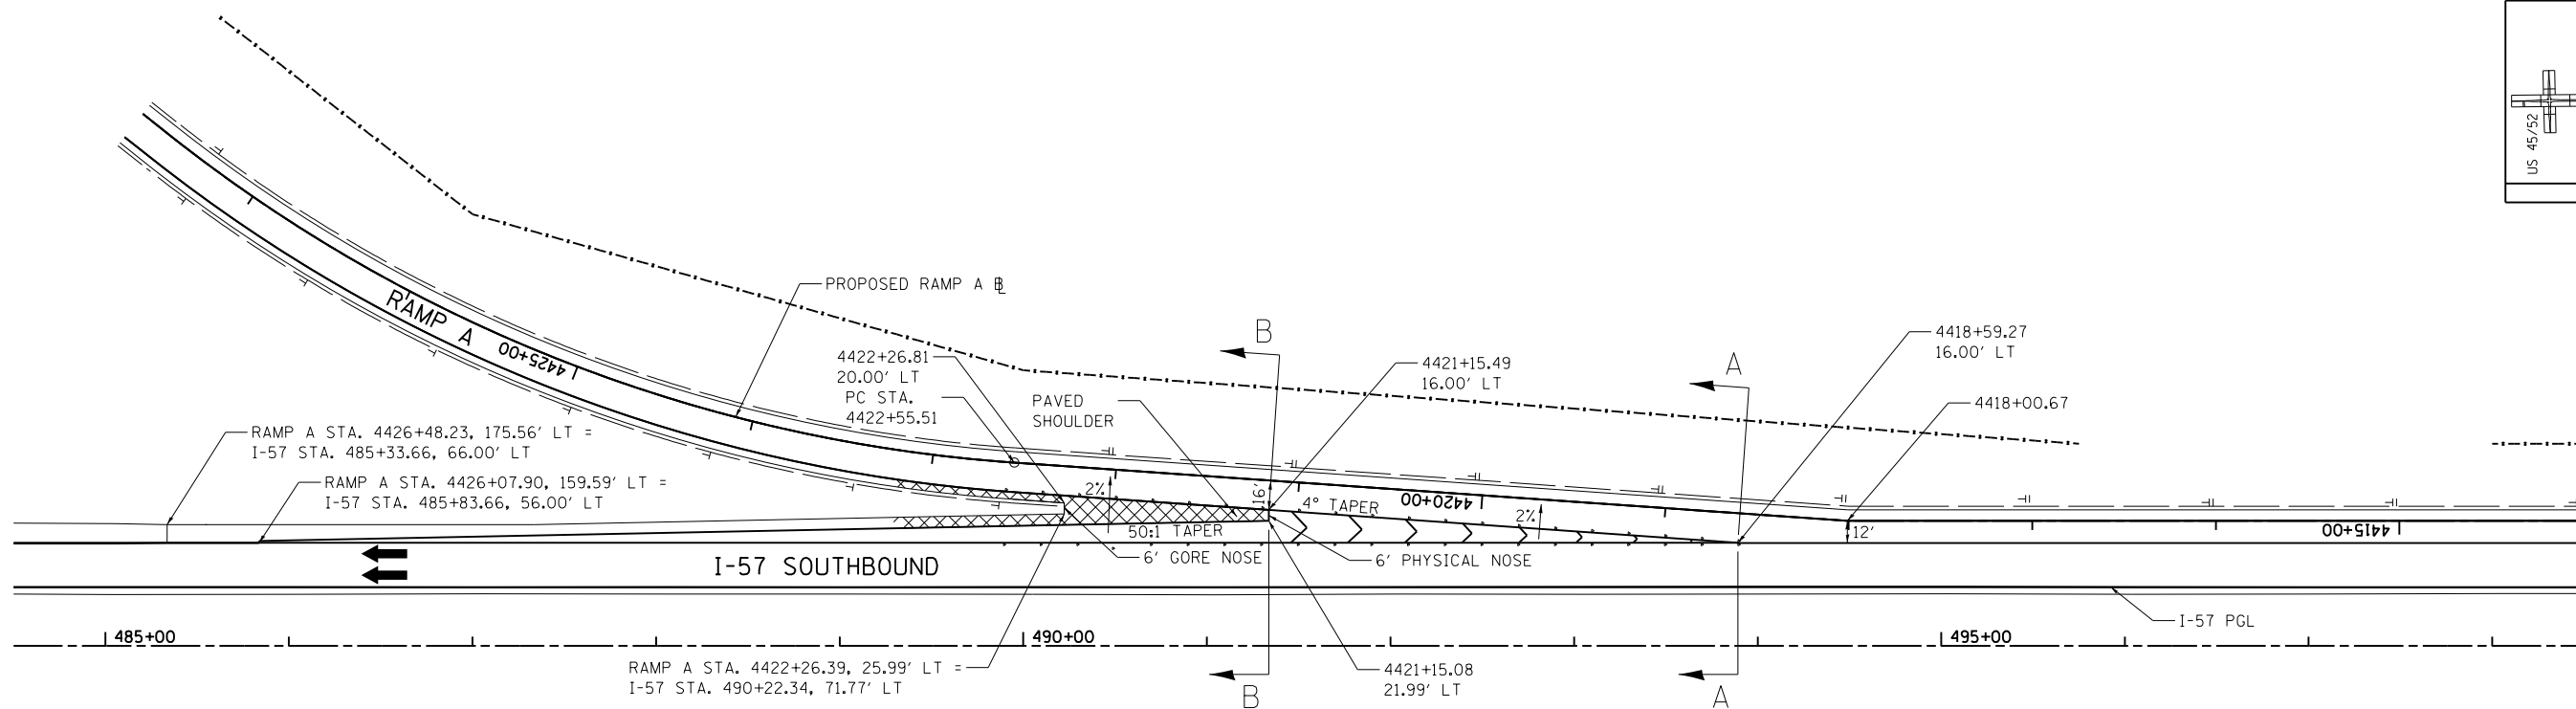 US 45/52
PROPOSED RAMP A ℄
RAMP A
4425+00
4422+26.81
20.00' LT
PC STA.
4422+55.51
PAVED
SHOULDER
B
4421+15.49
16.00' LT
A
4418+59.27
16.00' LT
4418+00.67
RAMP A STA. 4426+48.23, 175.56' LT =
I-57 STA. 485+33.66, 66.00' LT
RAMP A STA. 4426+07.90, 159.59' LT =
I-57 STA. 485+83.66, 56.00' LT
2%
16'
4° TAPER
4420+00
2%
12'
4415+00
50:1 TAPER
6' GORE NOSE
6' PHYSICAL NOSE
I-57 SOUTHBOUND
I-57 PGL
485+00
490+00
495+00
RAMP A STA. 4422+26.39, 25.99' LT =
I-57 STA. 490+22.34, 71.77' LT
B
4421+15.08
21.99' LT
A